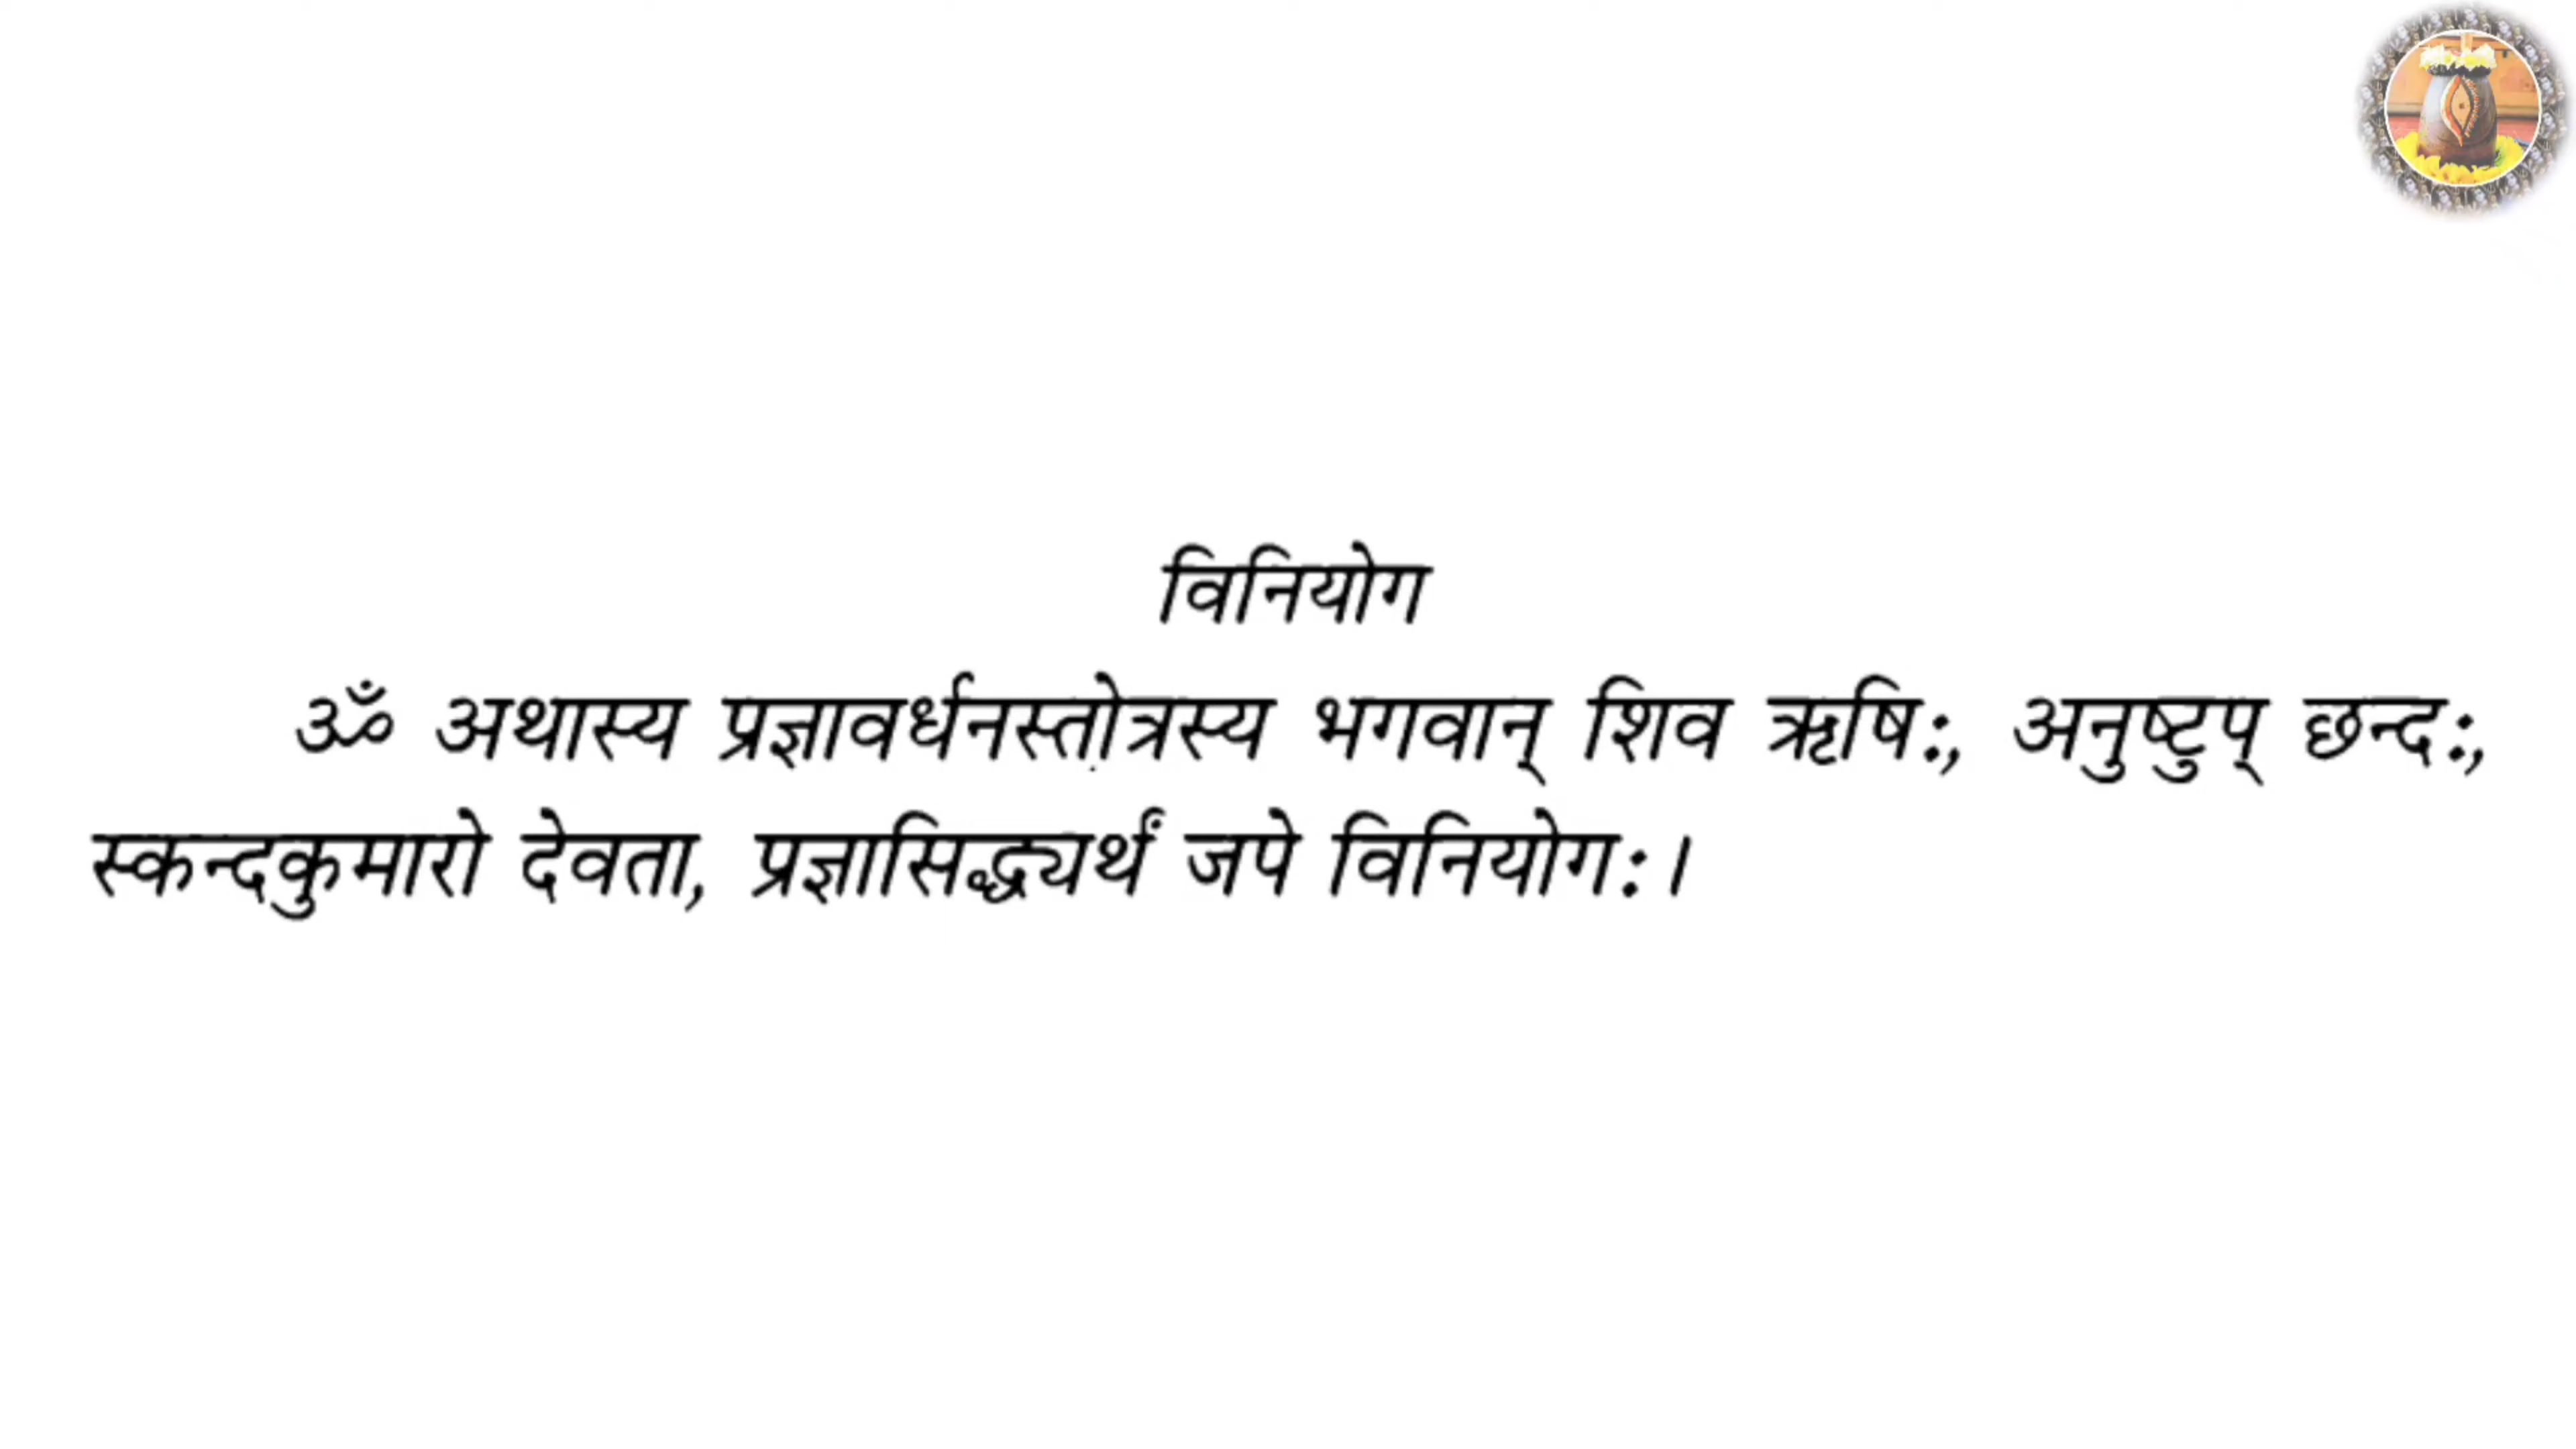 विनियोग
ॐ अथास्य प्रज्ञावर्धनस्तोत्रस्य भगवान् शिव ऋषिः, अनुष्टुप् छन्दः,
स्कन्दकुमारो देवता, प्रज्ञासिद्ध्यर्थं जपे विनियोगः।